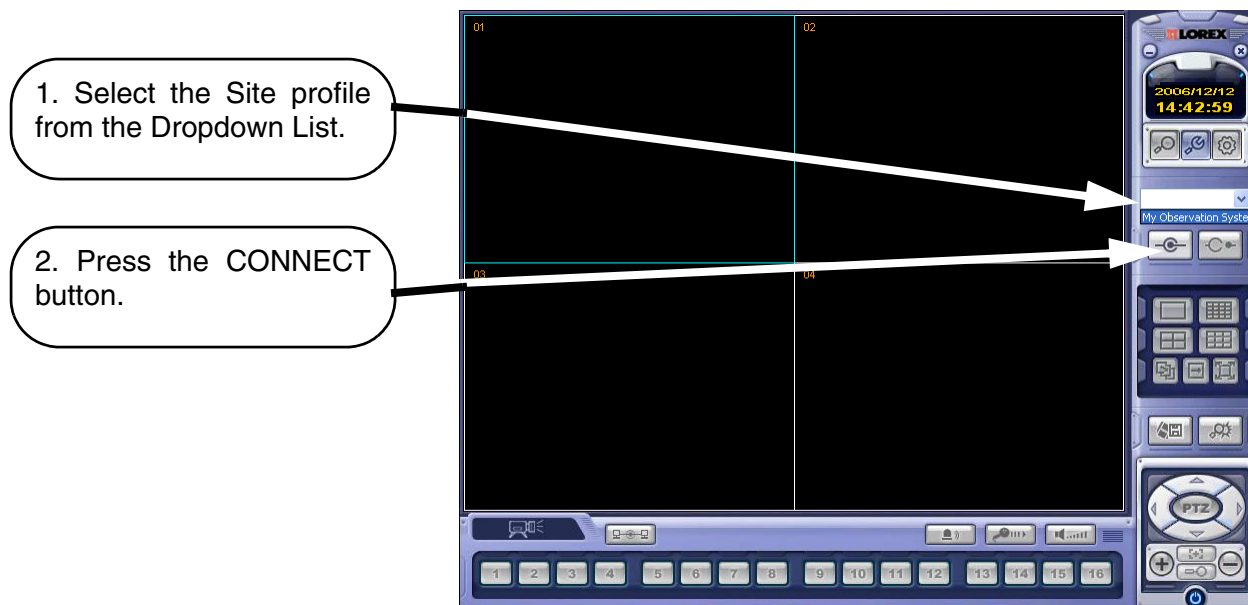 1. Select the Site profile
from the Dropdown List.
2. Press the CONNECT
button.
01
02
03
04
LOREX
2006/12/12
14:42:59
My Observation Syste
PTZ
1 2 3 4 5 6 7 8 9 10 11 12 13 14 15 16